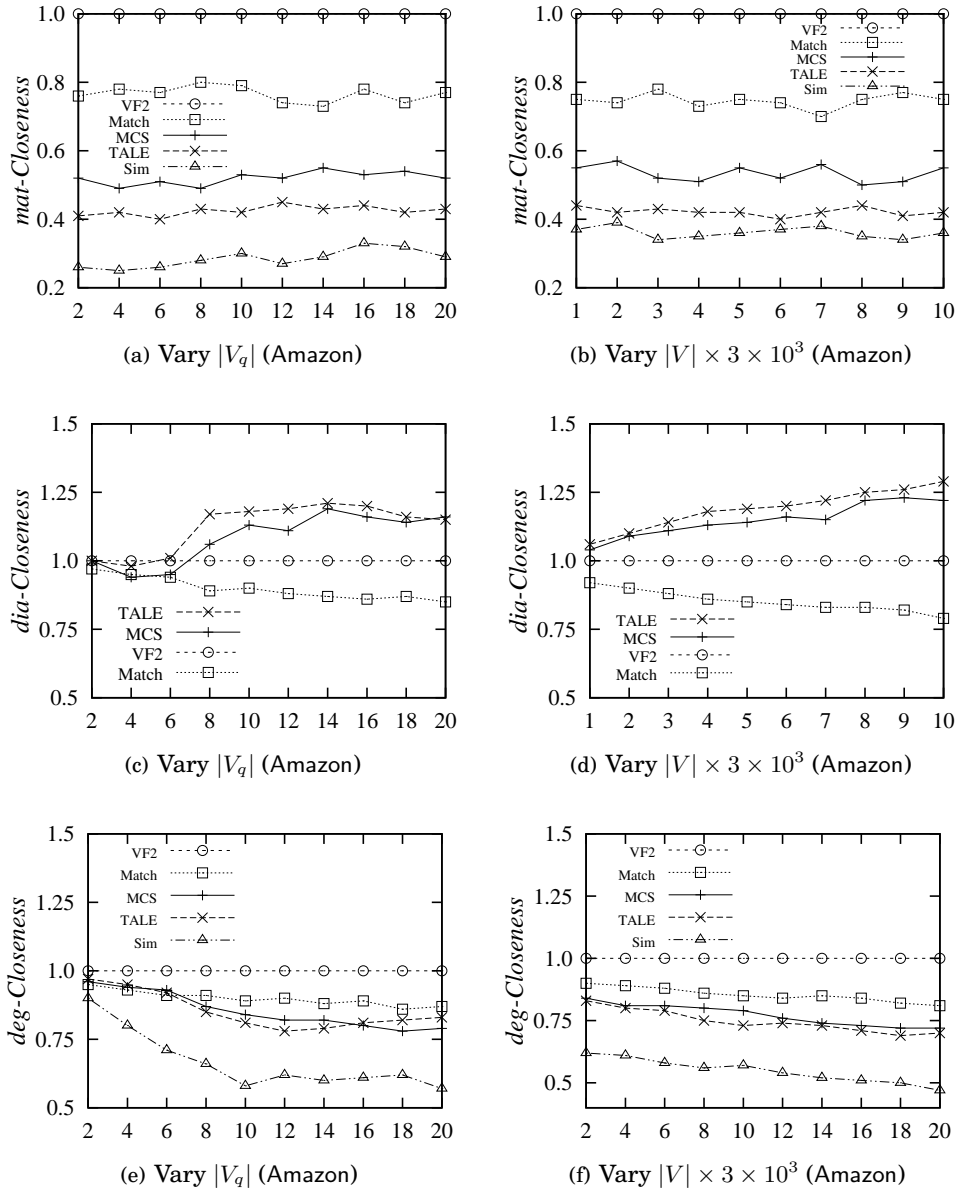 mat-Closeness
1.0
0.8
0.6
0.4
0.2
VF2
Match
MCS
TALE
Sim
2 4 6 8 10 12 14 16 18 20
(a) Vary |V_q| (Amazon)
mat-Closeness
1.0
0.8
0.6
0.4
0.2
VF2
Match
MCS
TALE
Sim
1 2 3 4 5 6 7 8 9 10
(b) Vary |V| × 3 × 10³ (Amazon)
dia-Closeness
1.5
1.25
1.0
0.75
0.5
TALE
MCS
VF2
Match
2 4 6 8 10 12 14 16 18 20
(c) Vary |V_q| (Amazon)
dia-Closeness
1.5
1.25
1.0
0.75
0.5
TALE
MCS
VF2
Match
1 2 3 4 5 6 7 8 9 10
(d) Vary |V| × 3 × 10³ (Amazon)
deg-Closeness
1.5
1.25
1.0
0.75
0.5
VF2
Match
MCS
TALE
Sim
2 4 6 8 10 12 14 16 18 20
(e) Vary |V_q| (Amazon)
deg-Closeness
1.5
1.25
1.0
0.75
0.5
VF2
Match
MCS
TALE
Sim
2 4 6 8 10 12 14 16 18 20
(f) Vary |V| × 3 × 10³ (Amazon)